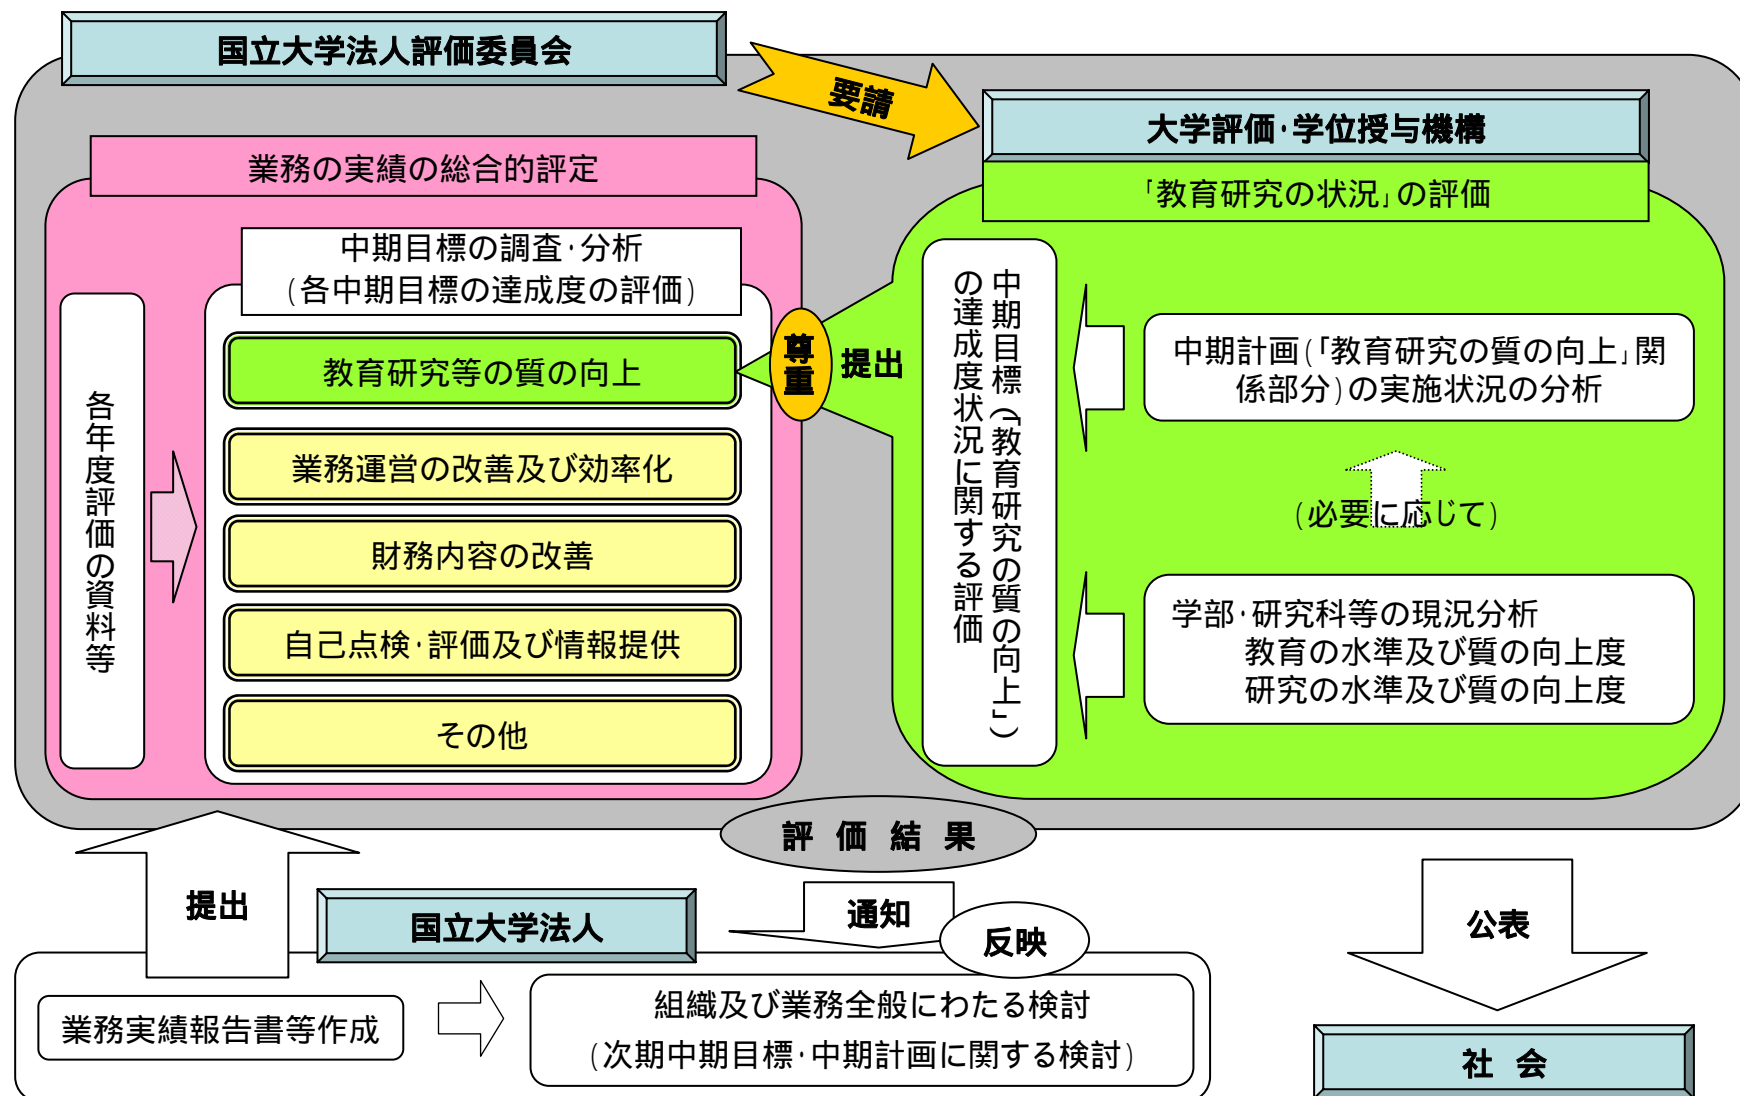 国立大学法人評価委員会
要請
大学評価･学位授与機構
「教育研究の状況」の評価
業務の実績の総合的評定
中期目標の調査･分析
(各中期目標の達成度の評価)
各年度評価の資料等
教育研究等の質の向上
業務運営の改善及び効率化
財務内容の改善
自己点検･評価及び情報提供
その他
尊重
提出
中期目標(「教育研究の質の向上」)
の達成度状況に関する評価
中期計画(「教育研究の質の向上」関
係部分)の実施状況の分析
(必要に応じて)
学部･研究科等の現況分析
教育の水準及び質の向上度
研究の水準及び質の向上度
評 価 結 果
提出
国立大学法人
通知
反映
公表
業務実績報告書等作成
組織及び業務全般にわたる検討
(次期中期目標･中期計画に関する検討)
社 会